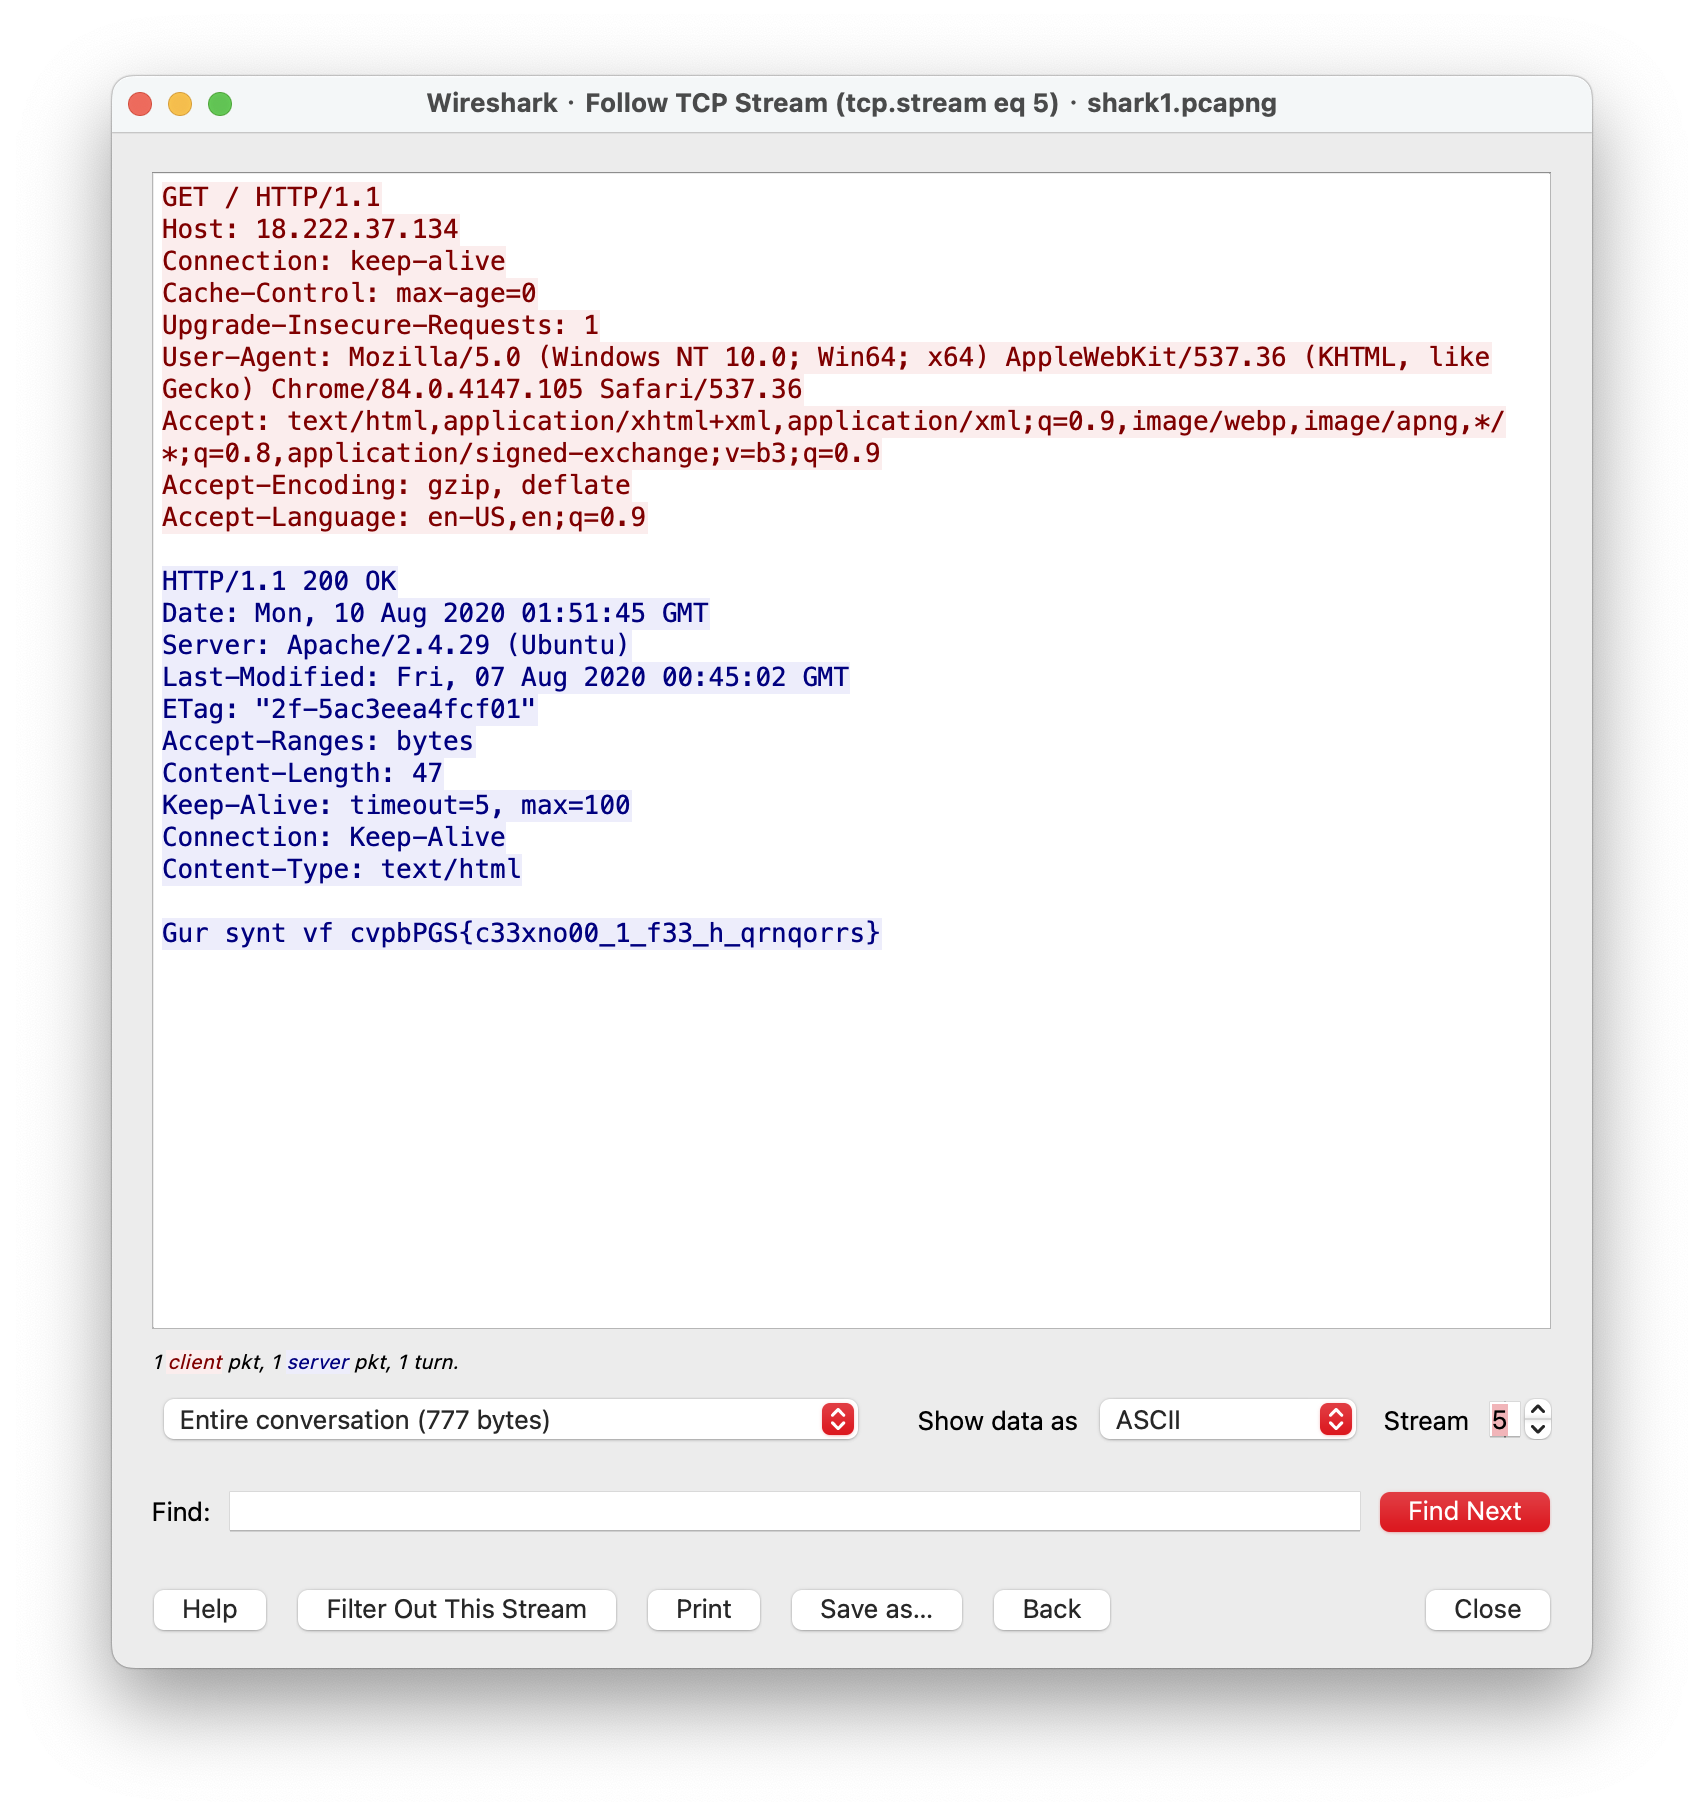 Wireshark · Follow TCP Stream (tcp.stream eq 5) · shark1.pcapng
GET / HTTP/1.1
Host: 18.222.37.134
Connection: keep-alive
Cache-Control: max-age=0
Upgrade-Insecure-Requests: 1
User-Agent: Mozilla/5.0 (Windows NT 10.0; Win64; x64) AppleWebKit/537.36 (KHTML, like
Gecko) Chrome/84.0.4147.105 Safari/537.36
Accept: text/html,application/xhtml+xml,application/xml;q=0.9,image/webp,image/apng,*/
*;q=0.8,application/signed-exchange;v=b3;q=0.9
Accept-Encoding: gzip, deflate
Accept-Language: en-US,en;q=0.9
HTTP/1.1 200 OK
Date: Mon, 10 Aug 2020 01:51:45 GMT
Server: Apache/2.4.29 (Ubuntu)
Last-Modified: Fri, 07 Aug 2020 00:45:02 GMT
ETag: "2f-5ac3eea4fcf01"
Accept-Ranges: bytes
Content-Length: 47
Keep-Alive: timeout=5, max=100
Connection: Keep-Alive
Content-Type: text/html
Gur synt vf cvpbPGS{c33xno00_1_f33_h_qrnqorrs}
1 client pkt, 1 server pkt, 1 turn.
Entire conversation (777 bytes) Show data as ASCII Stream 5
Find: Find Next
Help Filter Out This Stream Print Save as... Back Close